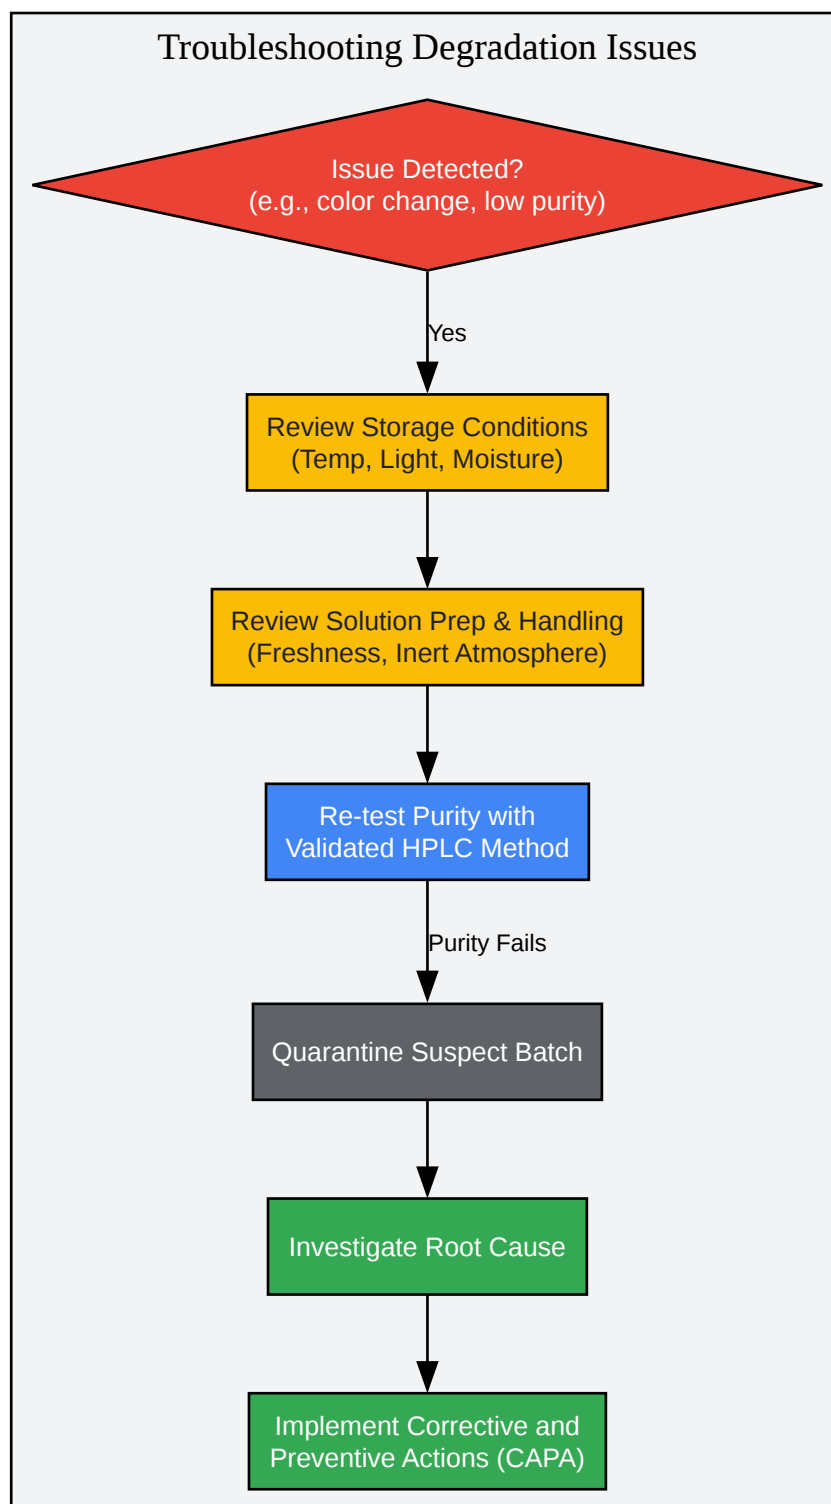 Troubleshooting Degradation Issues
Issue Detected?
(e.g., color change, low purity)
Yes
Review Storage Conditions
(Temp, Light, Moisture)
Review Solution Prep & Handling
(Freshness, Inert Atmosphere)
Re-test Purity with
Validated HPLC Method
Purity Fails
Quarantine Suspect Batch
Investigate Root Cause
Implement Corrective and
Preventive Actions (CAPA)